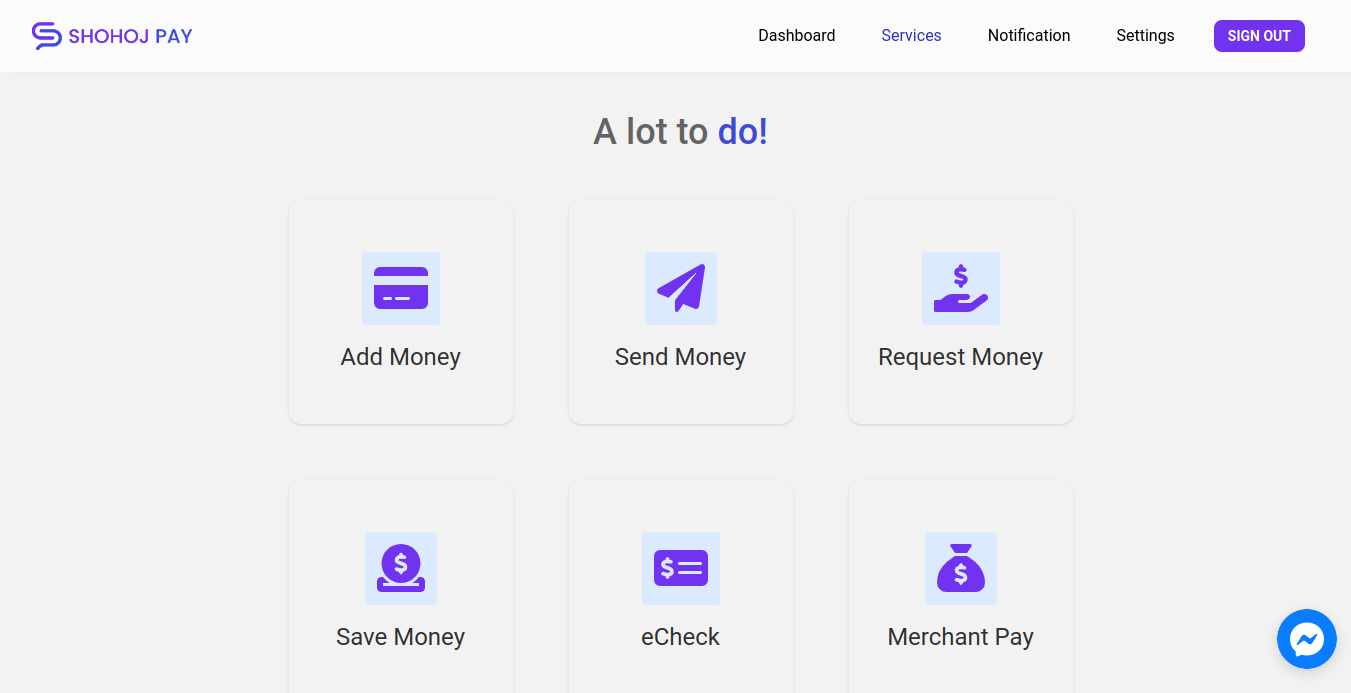 SHOHOJ PAY
Dashboard
Services
Notification
Settings
SIGN OUT
A lot to do!
Add Money
Send Money
Request Money
Save Money
eCheck
Merchant Pay